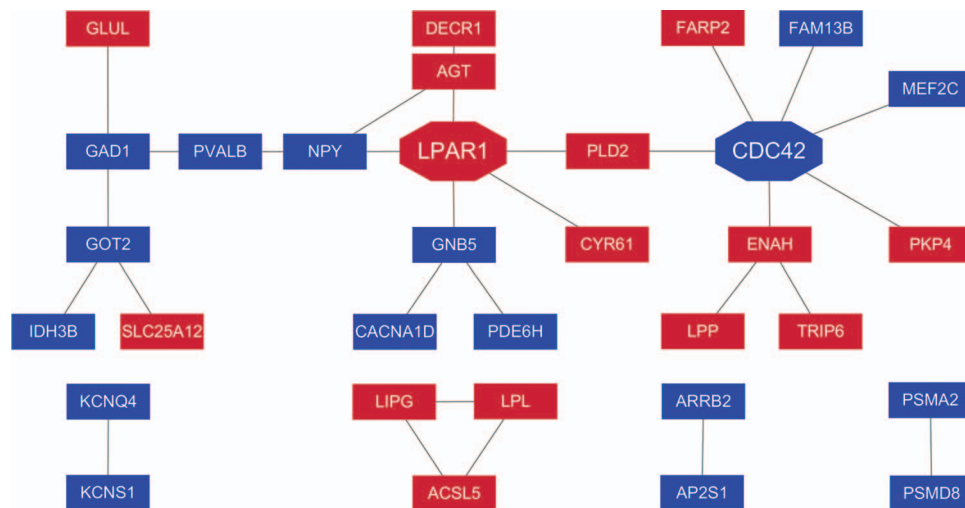 GLUL
DECR1
FARP2
FAM13B
AGT
MEF2C
GAD1
PVALB
NPY
LPAR1
PLD2
CDC42
GOT2
GNB5
CYR61
ENAH
PKP4
IDH3B
SLC25A12
CACNA1D
PDE6H
LPP
TRIP6
KCNQ4
LIPG
LPL
ARRB2
PSMA2
KCNS1
ACSL5
AP2S1
PSMD8